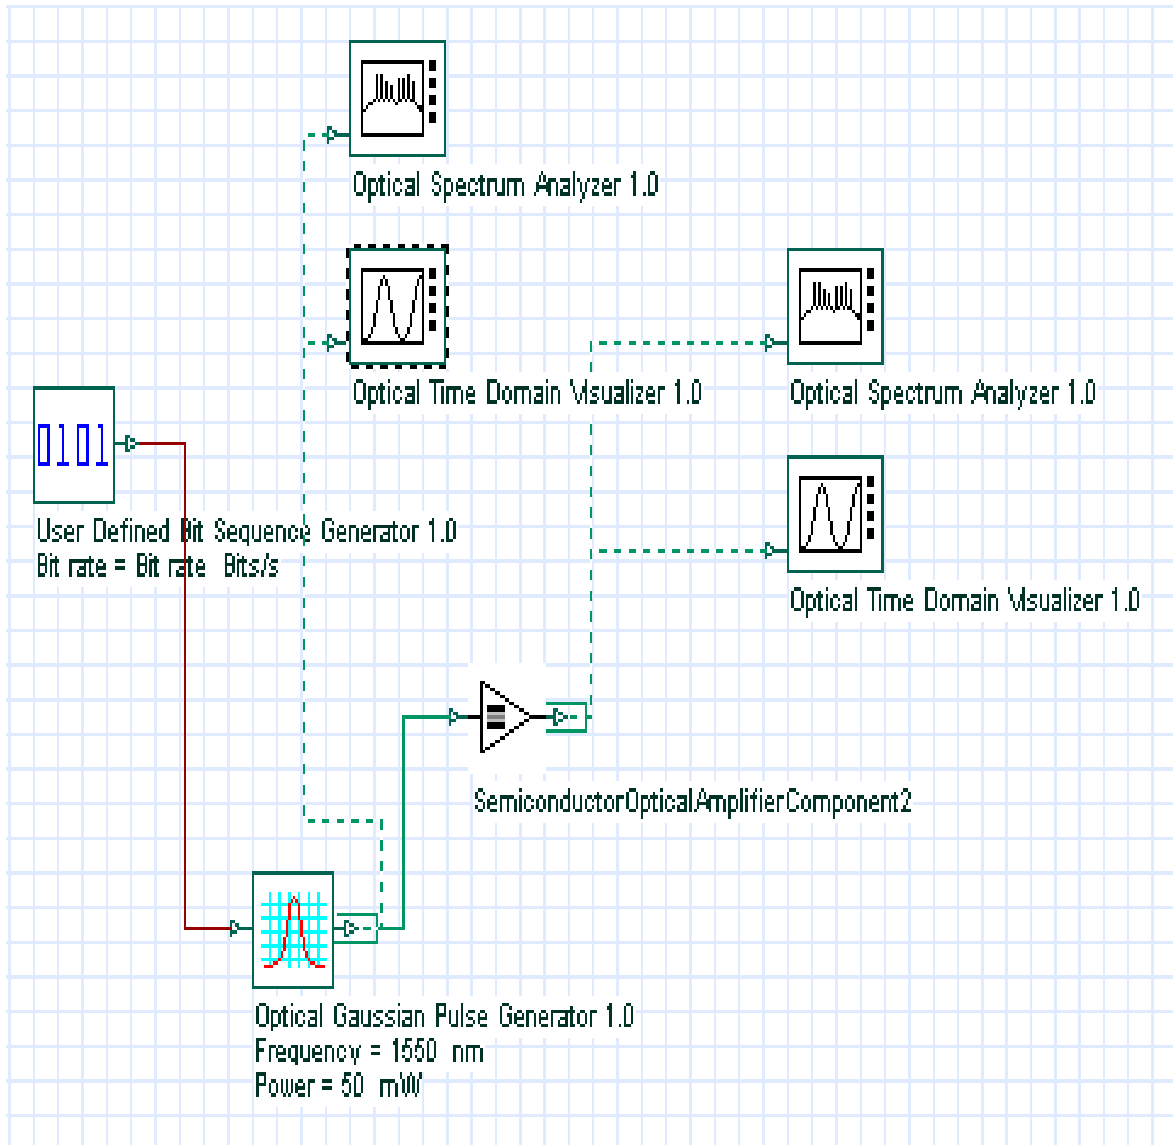 Optical Spectrum Analyzer 1.0
Optical Time Domain Visualizer 1.0
Optical Spectrum Analyzer 1.0
0101
User Defined Bit Sequence Generator 1.0
Bit rate = Bit rate Bits/s
Optical Time Domain Visualizer 1.0
SemiconductorOpticalAmplifierComponent2
Optical Gaussian Pulse Generator 1.0
Frequency = 1550 nm
Power = 50 mW